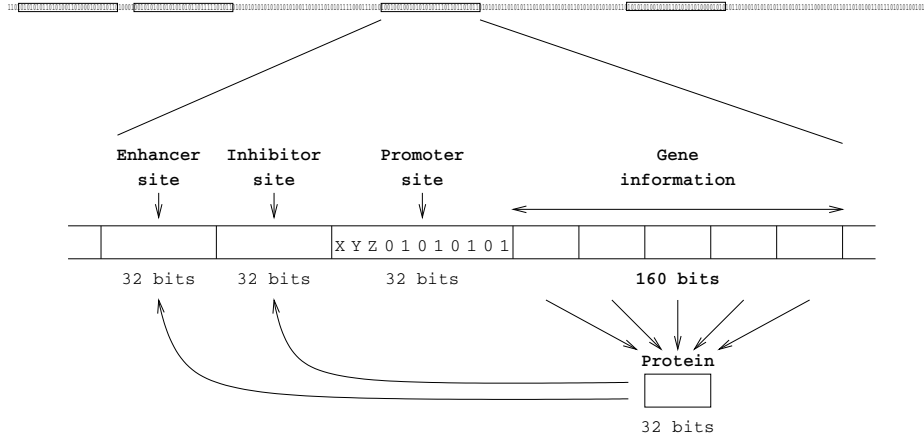 Enhancer Inhibitor Promoter Gene
site site site information
X Y Z 0 1 0 1 0 1 0 1
32 bits 32 bits 32 bits 160 bits
Protein
32 bits